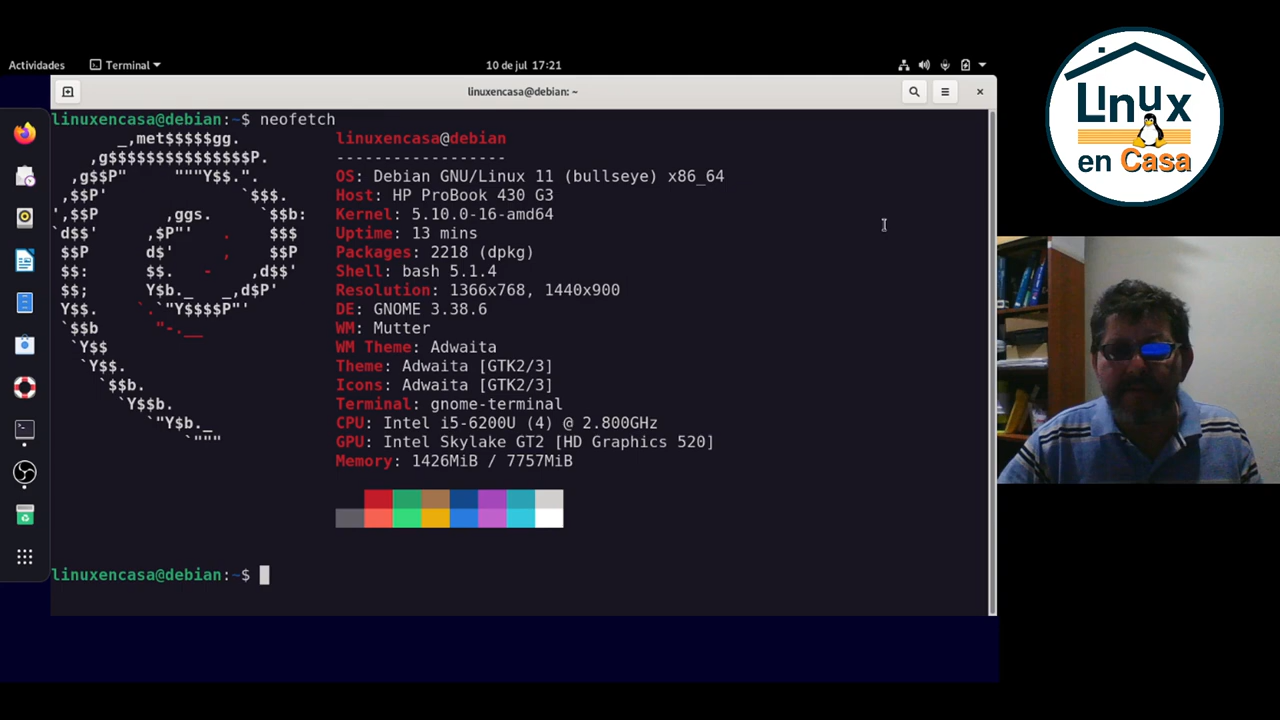 Actividades
Terminal
10 de jul 17:21
linuxencasa@debian: ~
linuxencasa@debian:~$ neofetch
_,met$$$$$gg.
,g$$$$$$$$$$$$$$$P.
,g$$P" """Y$$.".
,$$P' `$$$.
',$$P ,ggs. `$$b:
`d$$' ,$P"' . $$$
$$P d$' , $$P
$$: $$. - ,d$$'
$$; Y$b._ _,d$P'
Y$$. `.`"Y$$$$P"'
`$$b "-.__
`Y$$
`Y$$.
`$$b.
`Y$$b.
`"Y$b._
`"""
linuxencasa@debian
------------------
OS: Debian GNU/Linux 11 (bullseye) x86_64
Host: HP ProBook 430 G3
Kernel: 5.10.0-16-amd64
Uptime: 13 mins
Packages: 2218 (dpkg)
Shell: bash 5.1.4
Resolution: 1366x768, 1440x900
DE: GNOME 3.38.6
WM: Mutter
WM Theme: Adwaita
Theme: Adwaita [GTK2/3]
Icons: Adwaita [GTK2/3]
Terminal: gnome-terminal
CPU: Intel i5-6200U (4) @ 2.800GHz
GPU: Intel Skylake GT2 [HD Graphics 520]
Memory: 1426MiB / 7757MiB
linuxencasa@debian:~$
Linux
en Casa